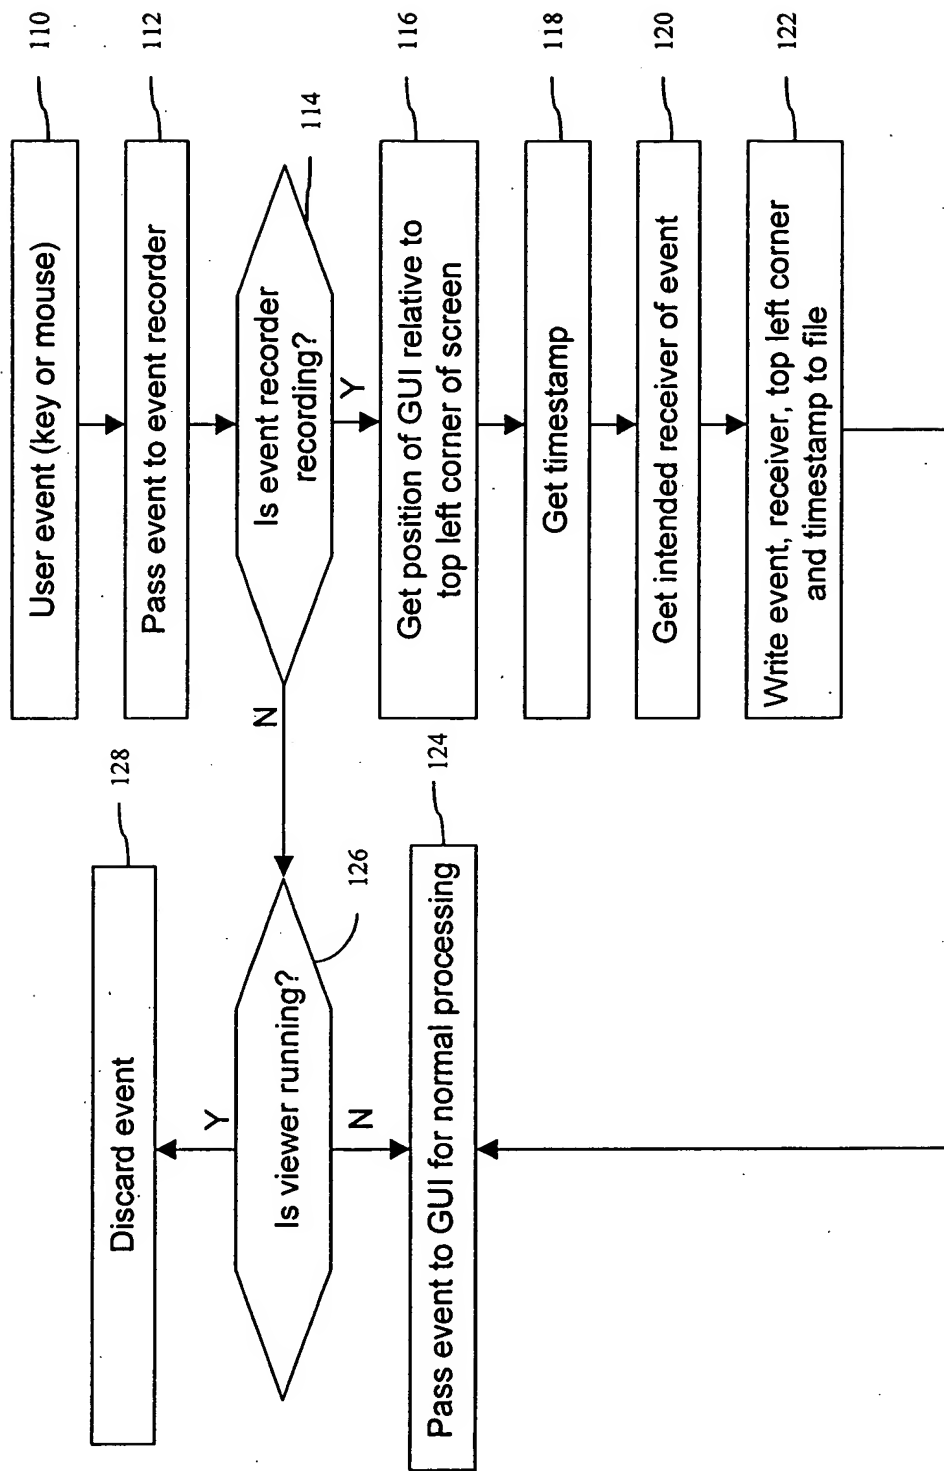 User event (key or mouse)
110
Pass event to event recorder
112
Is event recorder
recording?
114
Y
N
Get position of GUI relative to
top left corner of screen
116
Get timestamp
118
Get intended receiver of event
120
Write event, receiver, top left corner
and timestamp to file
122
Discard event
128
Y
Is viewer running?
126
N
Pass event to GUI for normal processing
124